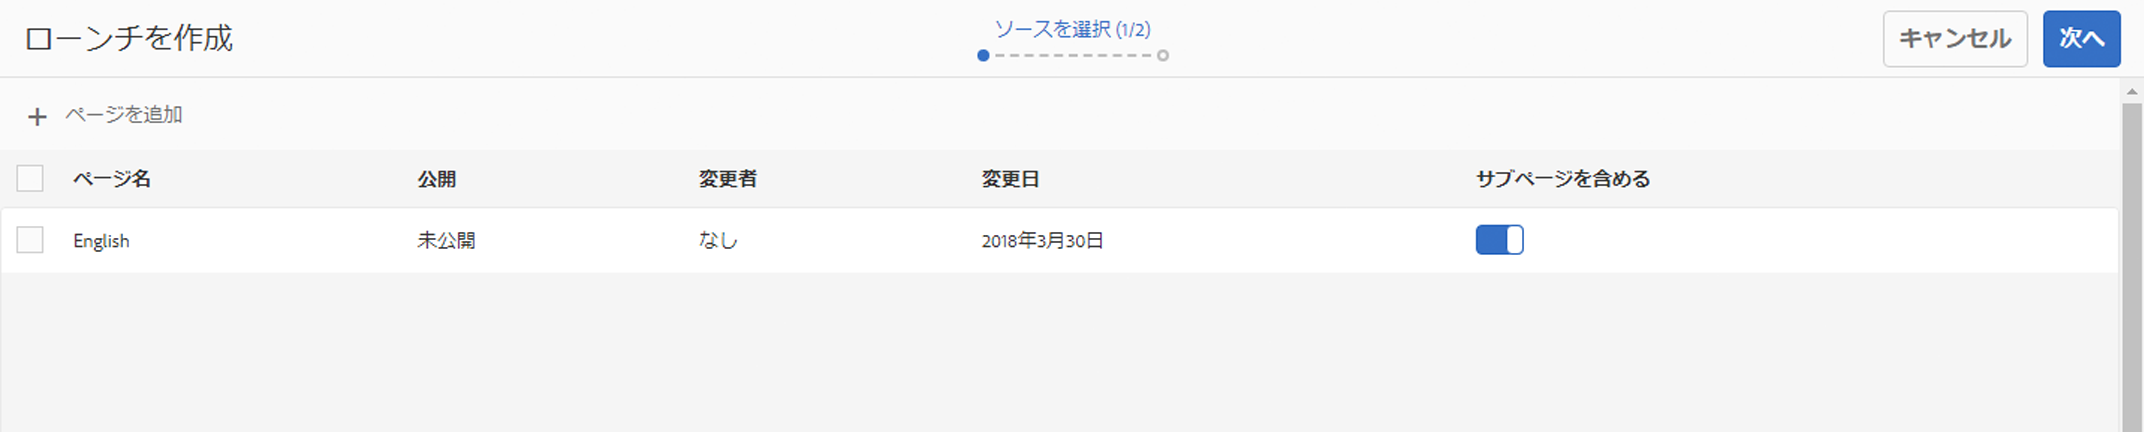 ローンチを作成
ソースを選択 (1/2)
キャンセル
次へ
+ ページを追加
ページ名 公開 変更者 変更日 サブページを含める
English 未公開 なし 2018年3月30日